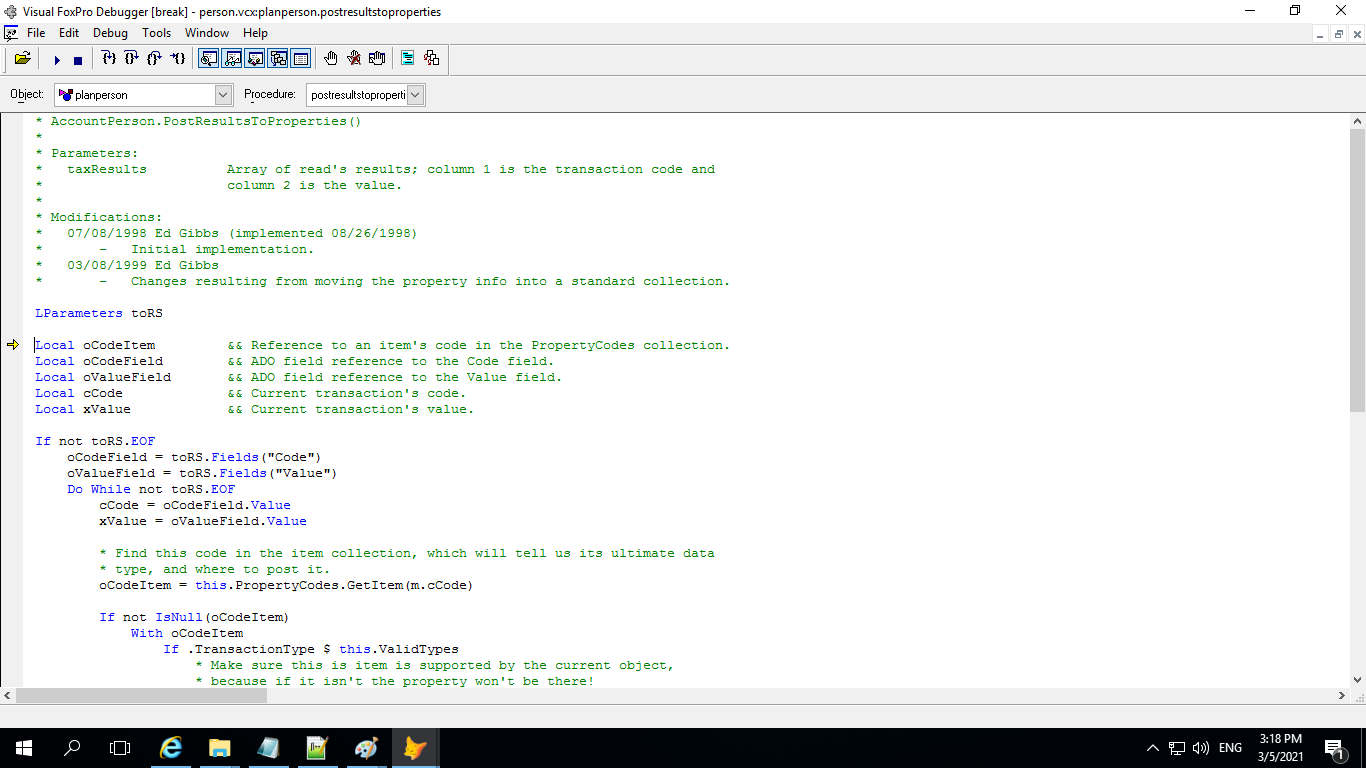 Visual FoxPro Debugger [break] - person.vcx:planperson.postresultstoproperties
File Edit Debug Tools Window Help
Object: planperson Procedure: postresultstoproperti
* AccountPerson.PostResultsToProperties()
*
* Parameters:
*   taxResults          Array of read's results; column 1 is the transaction code and
*                       column 2 is the value.
*
* Modifications:
*   07/08/1998 Ed Gibbs (implemented 08/26/1998)
*       -   Initial implementation.
*   03/08/1999 Ed Gibbs
*       -   Changes resulting from moving the property info into a standard collection.
LParameters toRS
Local oCodeItem         && Reference to an item's code in the PropertyCodes collection.
Local oCodeField        && ADO field reference to the Code field.
Local oValueField       && ADO field reference to the Value field.
Local cCode             && Current transaction's code.
Local xValue            && Current transaction's value.
If not toRS.EOF
    oCodeField = toRS.Fields("Code")
    oValueField = toRS.Fields("Value")
    Do While not toRS.EOF
        cCode = oCodeField.Value
        xValue = oValueField.Value
        * Find this code in the item collection, which will tell us its ultimate data
        * type, and where to post it.
        oCodeItem = this.PropertyCodes.GetItem(m.cCode)
        If not IsNull(oCodeItem)
            With oCodeItem
                If .TransactionType $ this.ValidTypes
                    * Make sure this is item is supported by the current object,
                    * because if it isn't the property won't be there!
ENG
3:18 PM
3/5/2021
1